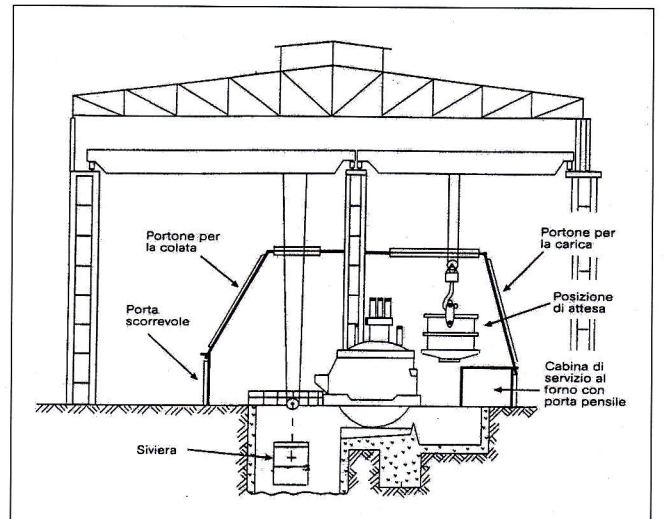 Portone per
la colata
Porta
scorrevole
Siviera
Portone per
la carica
Posizione
di attesa
Cabina di
servizio al
forno con
porta pensile